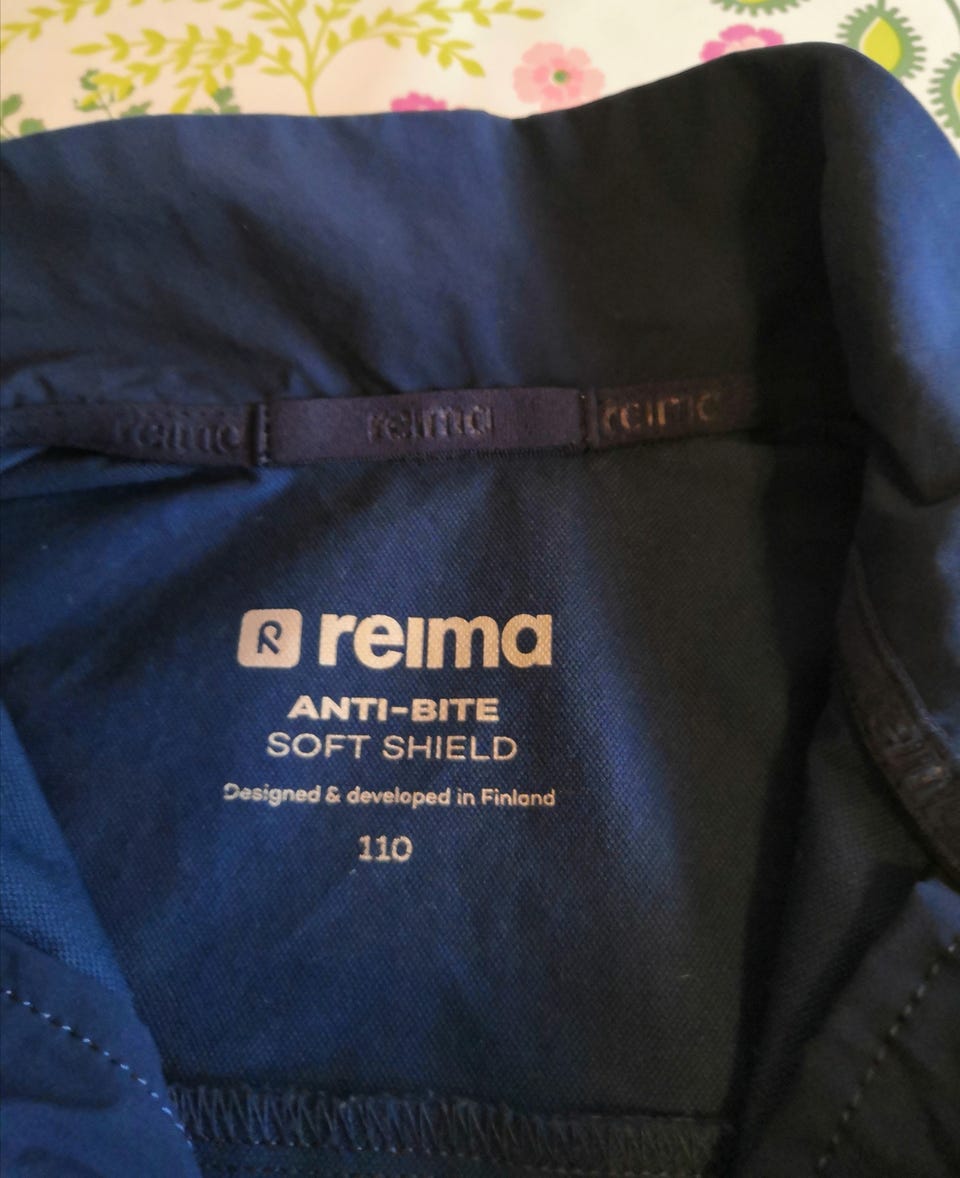 reima reima reima
R reima
ANTI-BITE
SOFT SHIELD
Designed & developed in Finland
110